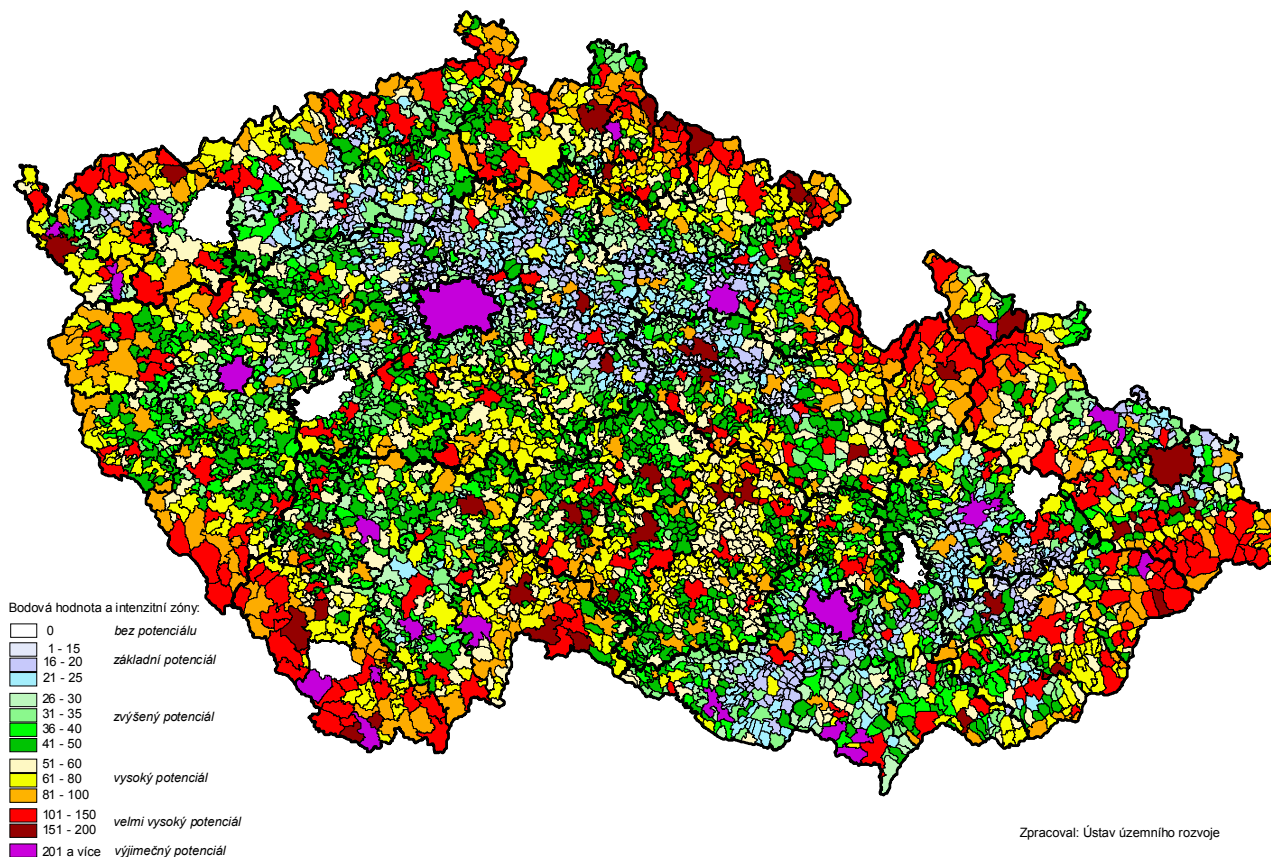 Bodová hodnota a intenzitní zóny:
0 bez potenciálu
1 - 15
16 - 20 základní potenciál
21 - 25
26 - 30
31 - 35 zvýšený potenciál
36 - 40
41 - 50
51 - 60
61 - 80 vysoký potenciál
81 - 100
101 - 150 velmi vysoký potenciál
151 - 200
201 a více výjimečný potenciál
Zpracoval: Ústav územního rozvoje